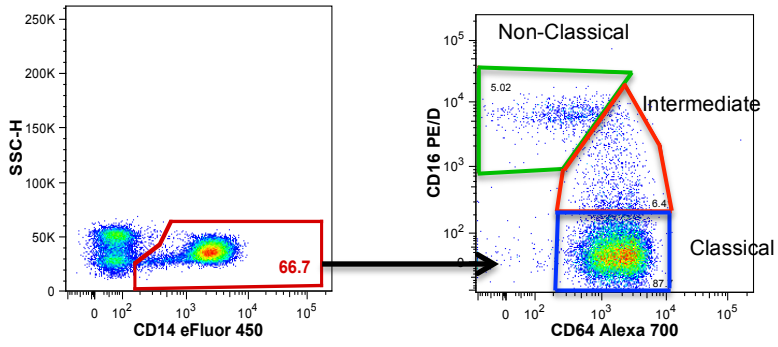 250K
200K
150K
100K
50K
0
SSC-H
66.7
0 10² 10³ 10⁴ 10⁵
CD14 eFluor 450
Non-Classical
10⁵
5.02
10⁴
Intermediate
10³
CD16 PE/D
6.4
10²
Classical
0
87
0 10² 10³ 10⁴ 10⁵
CD64 Alexa 700